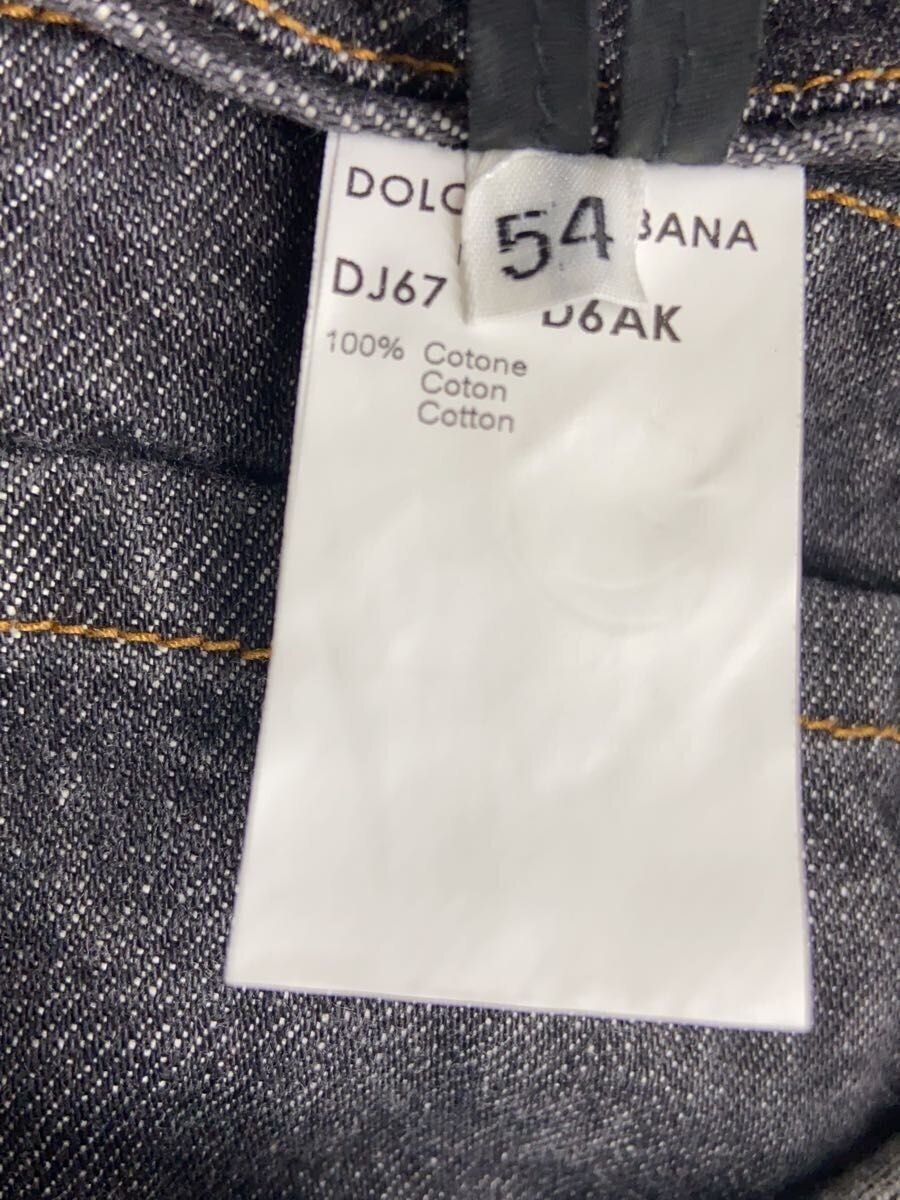 54
DOLC BANA
DJ67 D6AK
100% Cotone
Coton
Cotton